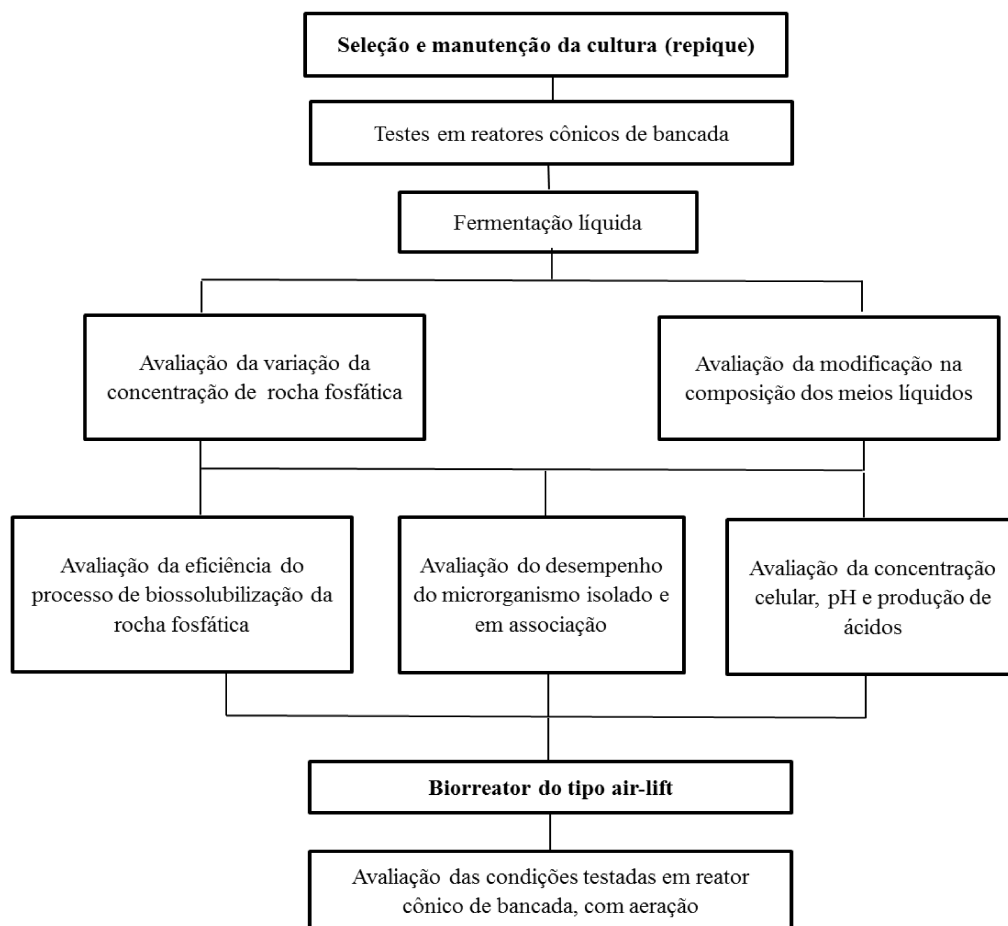 Seleção e manutenção da cultura (repique)
Testes em reatores cônicos de bancada
Fermentação líquida
Avaliação da variação da
concentração de rocha fosfática
Avaliação da modificação na
composição dos meios líquidos
Avaliação da eficiência do
processo de biossolubilização da
rocha fosfática
Avaliação do desempenho
do microrganismo isolado e
em associação
Avaliação da concentração
celular, pH e produção de
ácidos
Biorreator do tipo air-lift
Avaliação das condições testadas em reator
cônico de bancada, com aeração